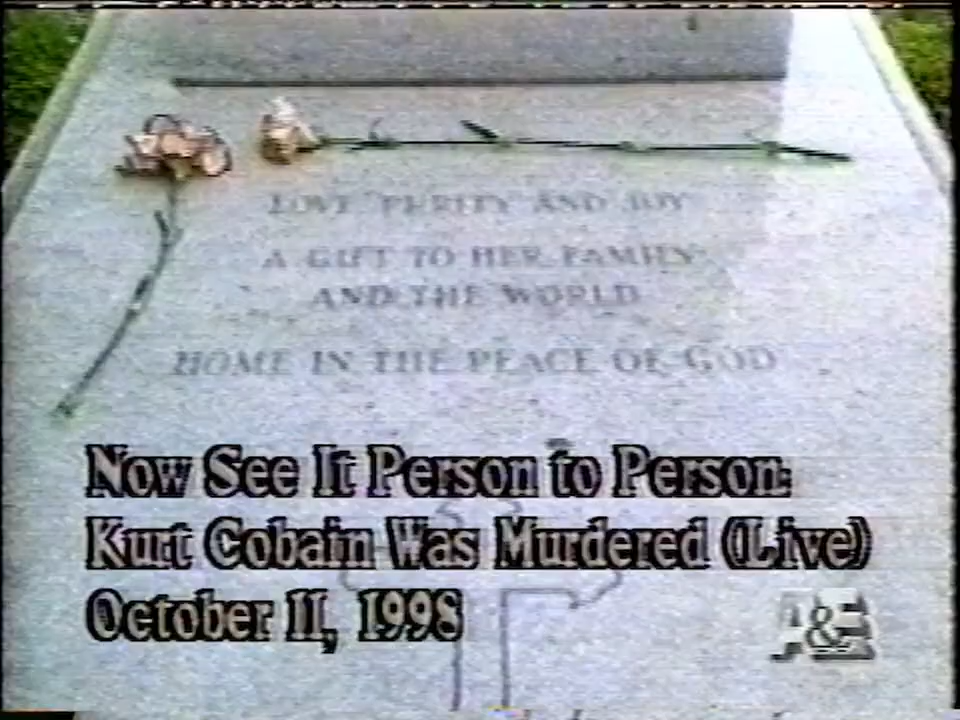 LOVE PURITY AND JOY
A GIFT TO HER FAMILY
AND THE WORLD
HOME IN THE PEACE OF GOD
Now See It Person to Person:
Kurt Cobain Was Murdered (Live)
October 11, 1998
A&E